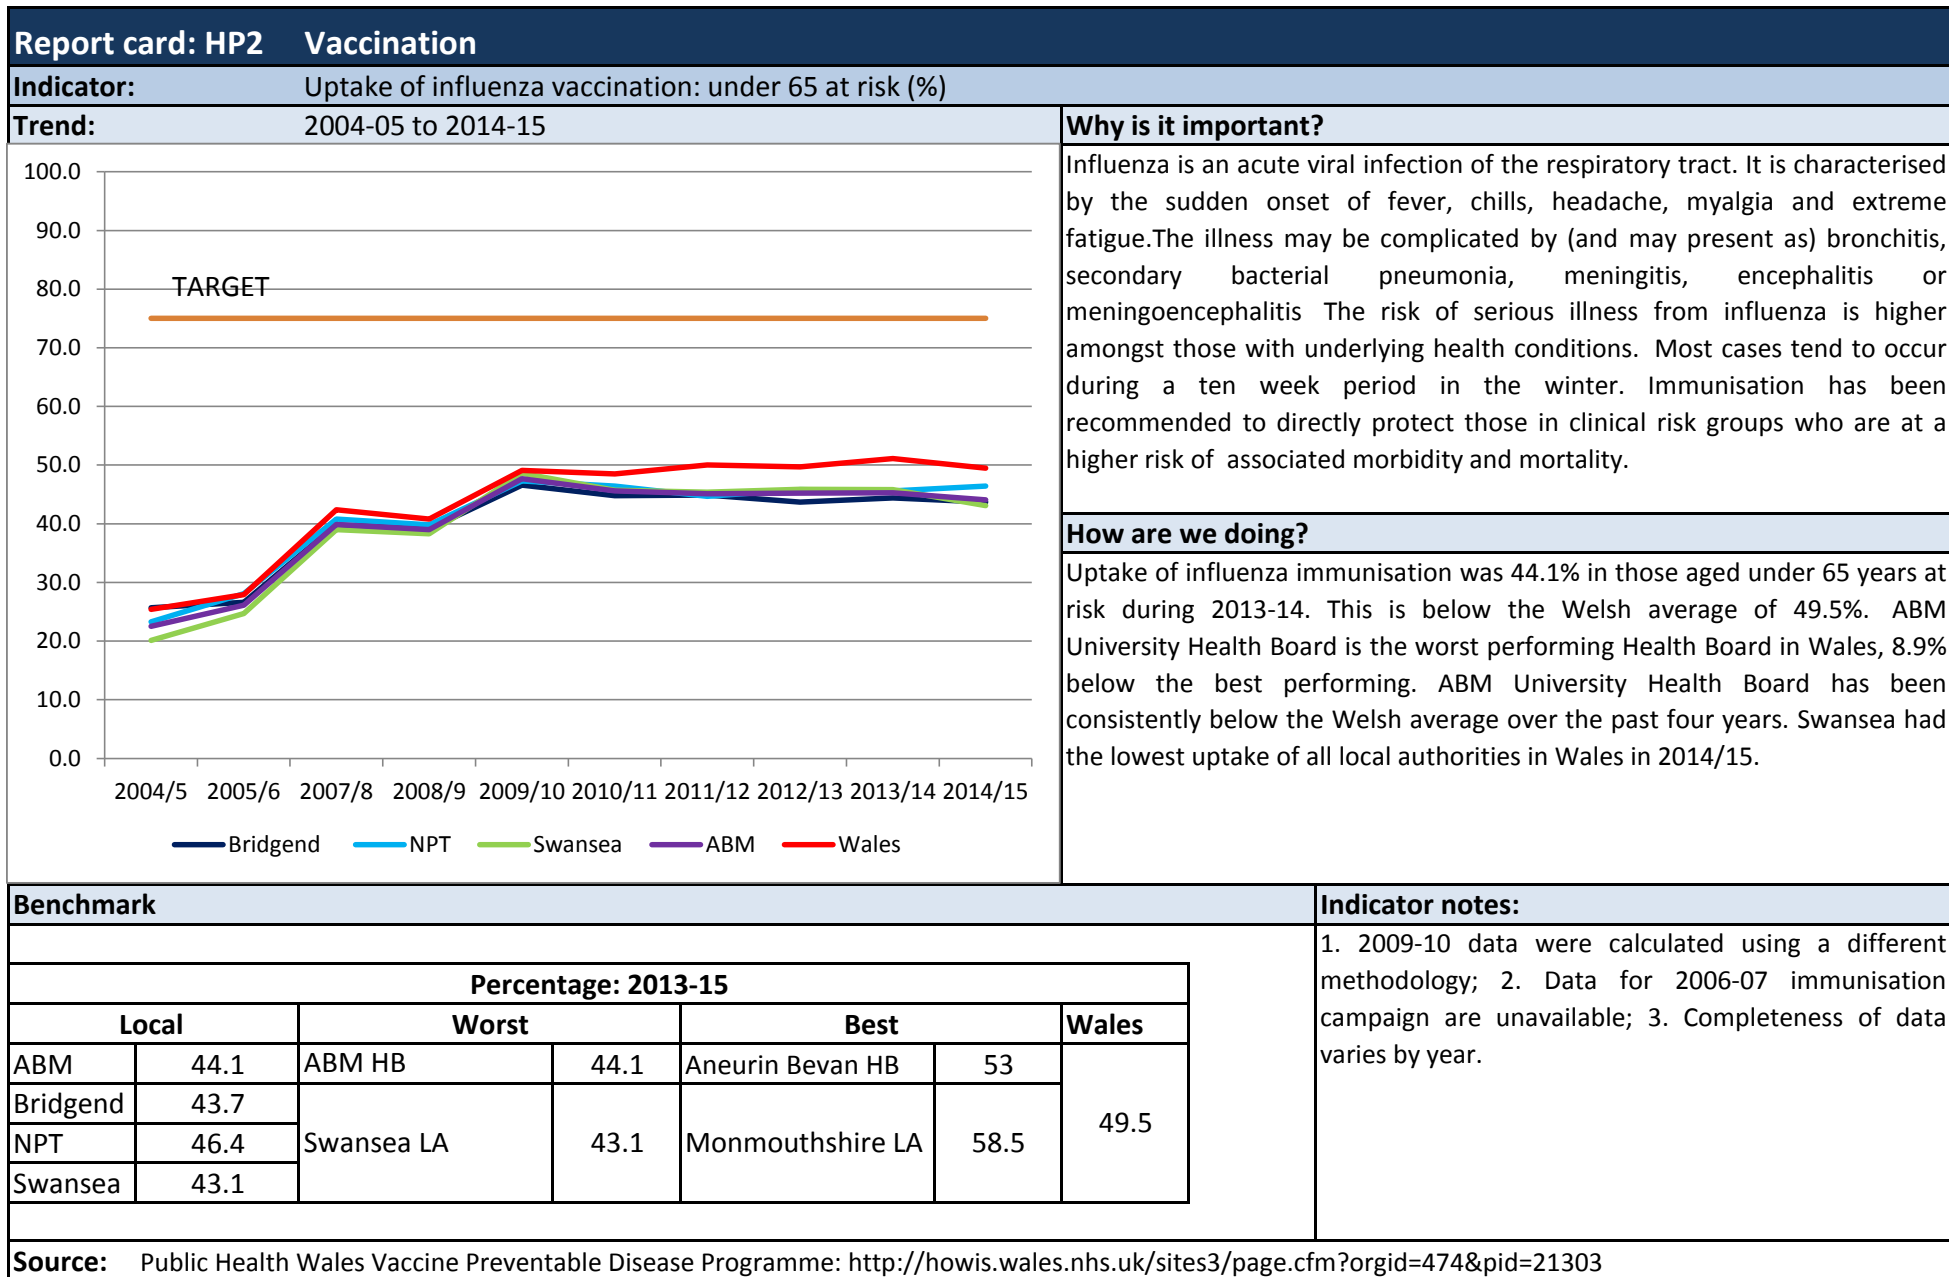 Report card: HP2 Vaccination
Indicator: Uptake of influenza vaccination: under 65 at risk (%)
Trend: 2004-05 to 2014-15
100.0
90.0
80.0
70.0
60.0
50.0
40.0
30.0
20.0
10.0
0.0
TARGET
2004/5 2005/6 2007/8 2008/9 2009/10 2010/11 2011/12 2012/13 2013/14 2014/15
Bridgend NPT Swansea ABM Wales
Why is it important?
Influenza is an acute viral infection of the respiratory tract. It is characterised
by the sudden onset of fever, chills, headache, myalgia and extreme
fatigue.The illness may be complicated by (and may present as) bronchitis,
secondary bacterial pneumonia, meningitis, encephalitis or
meningoencephalitis The risk of serious illness from influenza is higher
amongst those with underlying health conditions. Most cases tend to occur
during a ten week period in the winter. Immunisation has been
recommended to directly protect those in clinical risk groups who are at a
higher risk of associated morbidity and mortality.
How are we doing?
Uptake of influenza immunisation was 44.1% in those aged under 65 years at
risk during 2013-14. This is below the Welsh average of 49.5%. ABM
University Health Board is the worst performing Health Board in Wales, 8.9%
below the best performing. ABM University Health Board has been
consistently below the Welsh average over the past four years. Swansea had
the lowest uptake of all local authorities in Wales in 2014/15.
Benchmark
Percentage: 2013-15
Local Worst Best Wales
ABM 44.1 ABM HB 44.1 Aneurin Bevan HB 53
Bridgend 43.7
NPT 46.4 Swansea LA 43.1 Monmouthshire LA 58.5 49.5
Swansea 43.1
Indicator notes:
1. 2009-10 data were calculated using a different
methodology; 2. Data for 2006-07 immunisation
campaign are unavailable; 3. Completeness of data
varies by year.
Source: Public Health Wales Vaccine Preventable Disease Programme: http://howis.wales.nhs.uk/sites3/page.cfm?orgid=474&pid=21303